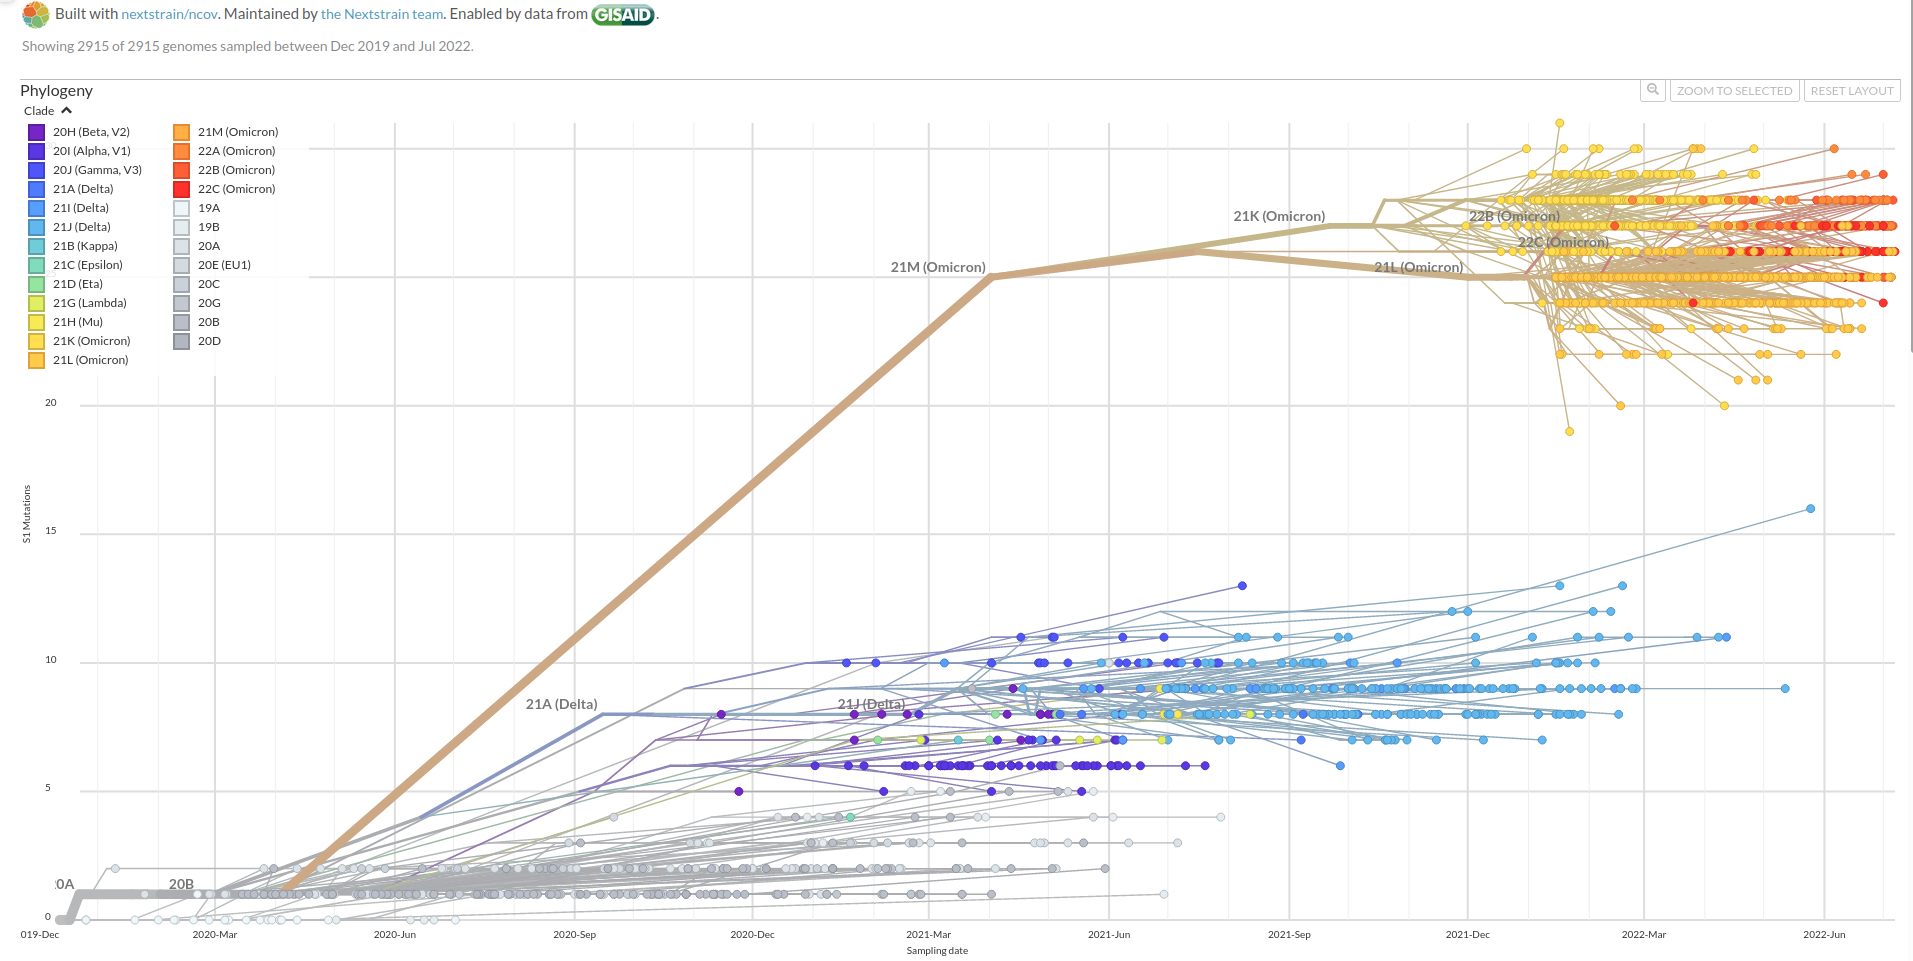 Built with nextstrain/ncov. Maintained by the Nextstrain team. Enabled by data from GISAID.
Showing 2915 of 2915 genomes sampled between Dec 2019 and Jul 2022.
Phylogeny
ZOOM TO SELECTED
RESET LAYOUT
Clade
20H (Beta, V2)
20I (Alpha, V1)
20J (Gamma, V3)
21A (Delta)
21I (Delta)
21J (Delta)
21B (Kappa)
21C (Epsilon)
21D (Eta)
21G (Lambda)
21H (Mu)
21K (Omicron)
21L (Omicron)
21M (Omicron)
22A (Omicron)
22B (Omicron)
22C (Omicron)
19A
19B
20A
20E (EU1)
20C
20G
20B
20D
21K (Omicron)
22B (Omicron)
22C (Omicron)
21M (Omicron)
21L (Omicron)
21A (Delta)
21J (Delta)
0A
20B
20
15
10
5
0
S1 Mutations
019-Dec
2020-Mar
2020-Jun
2020-Sep
2020-Dec
2021-Mar
2021-Jun
2021-Sep
2021-Dec
2022-Mar
2022-Jun
Sampling date